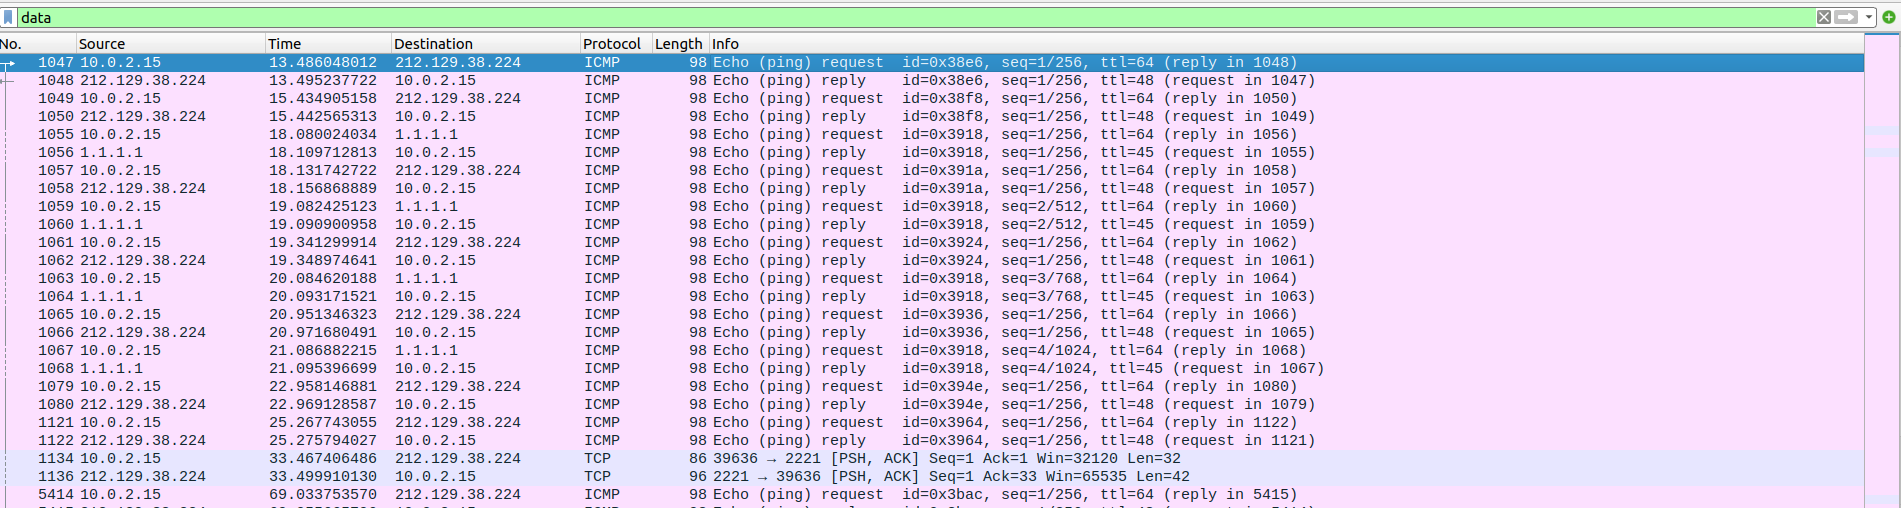 data
No. Source Time Destination Protocol Length Info
1047 10.0.2.15 13.486048012 212.129.38.224 ICMP 98 Echo (ping) request id=0x38e6, seq=1/256, ttl=64 (reply in 1048)
1048 212.129.38.224 13.495237722 10.0.2.15 ICMP 98 Echo (ping) reply id=0x38e6, seq=1/256, ttl=48 (request in 1047)
1049 10.0.2.15 15.434905158 212.129.38.224 ICMP 98 Echo (ping) request id=0x38f8, seq=1/256, ttl=64 (reply in 1050)
1050 212.129.38.224 15.442565313 10.0.2.15 ICMP 98 Echo (ping) reply id=0x38f8, seq=1/256, ttl=48 (request in 1049)
1055 10.0.2.15 18.080024034 1.1.1.1 ICMP 98 Echo (ping) request id=0x3918, seq=1/256, ttl=64 (reply in 1056)
1056 1.1.1.1 18.109712813 10.0.2.15 ICMP 98 Echo (ping) reply id=0x3918, seq=1/256, ttl=45 (request in 1055)
1057 10.0.2.15 18.131742722 212.129.38.224 ICMP 98 Echo (ping) request id=0x391a, seq=1/256, ttl=64 (reply in 1058)
1058 212.129.38.224 18.156868889 10.0.2.15 ICMP 98 Echo (ping) reply id=0x391a, seq=1/256, ttl=48 (request in 1057)
1059 10.0.2.15 19.082425123 1.1.1.1 ICMP 98 Echo (ping) request id=0x3918, seq=2/512, ttl=64 (reply in 1060)
1060 1.1.1.1 19.090900958 10.0.2.15 ICMP 98 Echo (ping) reply id=0x3918, seq=2/512, ttl=45 (request in 1059)
1061 10.0.2.15 19.341299914 212.129.38.224 ICMP 98 Echo (ping) request id=0x3924, seq=1/256, ttl=64 (reply in 1062)
1062 212.129.38.224 19.348974641 10.0.2.15 ICMP 98 Echo (ping) reply id=0x3924, seq=1/256, ttl=48 (request in 1061)
1063 10.0.2.15 20.084620188 1.1.1.1 ICMP 98 Echo (ping) request id=0x3918, seq=3/768, ttl=64 (reply in 1064)
1064 1.1.1.1 20.093171521 10.0.2.15 ICMP 98 Echo (ping) reply id=0x3918, seq=3/768, ttl=45 (request in 1063)
1065 10.0.2.15 20.951346323 212.129.38.224 ICMP 98 Echo (ping) request id=0x3936, seq=1/256, ttl=64 (reply in 1066)
1066 212.129.38.224 20.971680491 10.0.2.15 ICMP 98 Echo (ping) reply id=0x3936, seq=1/256, ttl=48 (request in 1065)
1067 10.0.2.15 21.086882215 1.1.1.1 ICMP 98 Echo (ping) request id=0x3918, seq=4/1024, ttl=64 (reply in 1068)
1068 1.1.1.1 21.095396699 10.0.2.15 ICMP 98 Echo (ping) reply id=0x3918, seq=4/1024, ttl=45 (request in 1067)
1079 10.0.2.15 22.958146881 212.129.38.224 ICMP 98 Echo (ping) request id=0x394e, seq=1/256, ttl=64 (reply in 1080)
1080 212.129.38.224 22.969128587 10.0.2.15 ICMP 98 Echo (ping) reply id=0x394e, seq=1/256, ttl=48 (request in 1079)
1121 10.0.2.15 25.267743055 212.129.38.224 ICMP 98 Echo (ping) request id=0x3964, seq=1/256, ttl=64 (reply in 1122)
1122 212.129.38.224 25.275794027 10.0.2.15 ICMP 98 Echo (ping) reply id=0x3964, seq=1/256, ttl=48 (request in 1121)
1134 10.0.2.15 33.467406486 212.129.38.224 TCP 86 39636 → 2221 [PSH, ACK] Seq=1 Ack=1 Win=32120 Len=32
1136 212.129.38.224 33.499910130 10.0.2.15 TCP 96 2221 → 39636 [PSH, ACK] Seq=1 Ack=33 Win=65535 Len=42
5414 10.0.2.15 69.033753570 212.129.38.224 ICMP 98 Echo (ping) request id=0x3bac, seq=1/256, ttl=64 (reply in 5415)